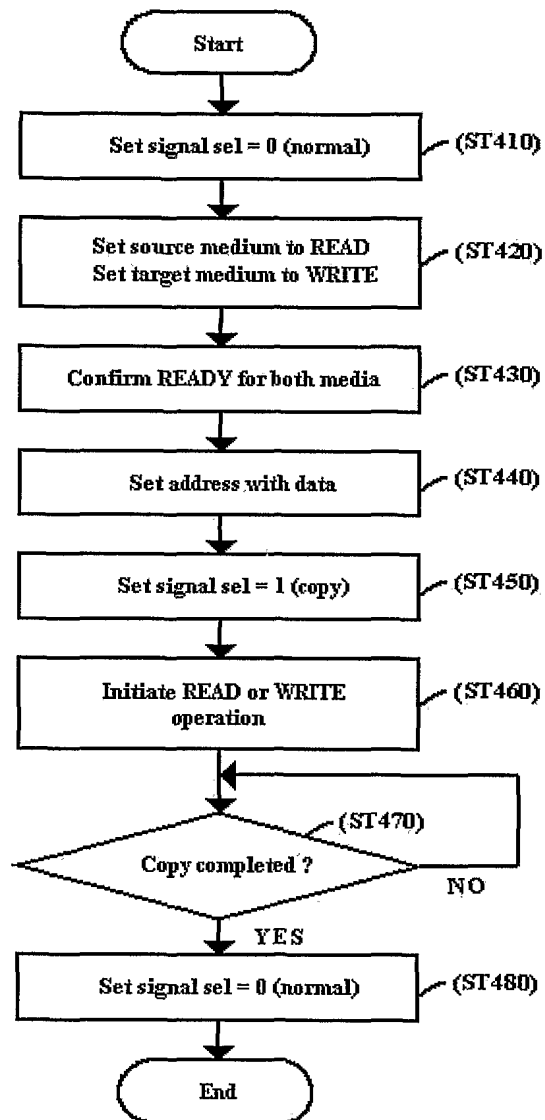 Start
Set signal sel = 0 (normal)
(ST410)
Set source medium to READ
Set target medium to WRITE
(ST420)
Confirm READY for both media
(ST430)
Set address with data
(ST440)
Set signal sel = 1 (copy)
(ST450)
Initiate READ or WRITE
operation
(ST460)
(ST470)
Copy completed ?
NO
YES
Set signal sel = 0 (normal)
(ST480)
End